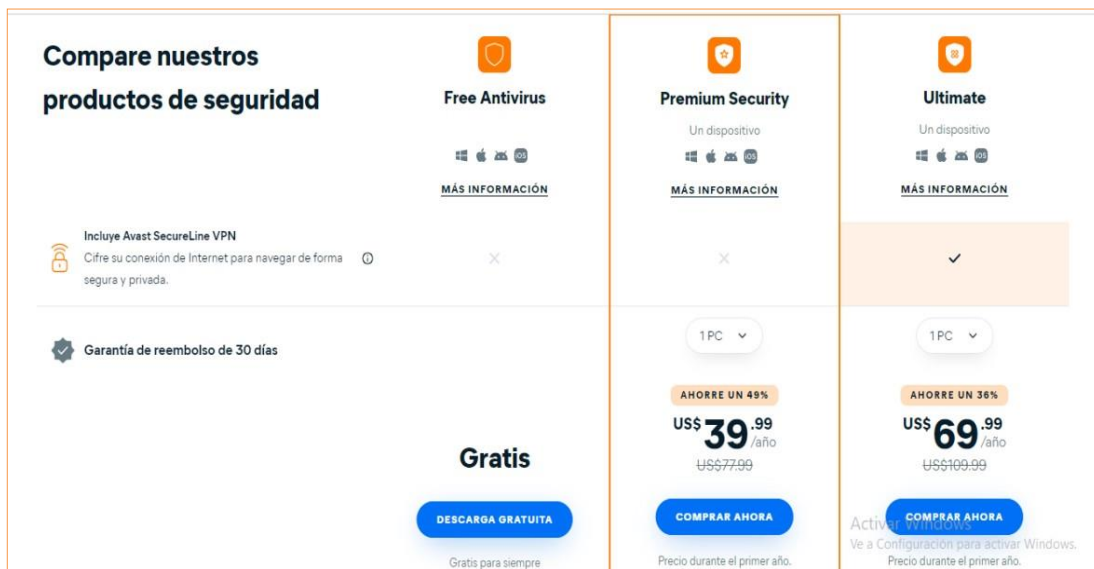 Compare nuestros
productos de seguridad
Free Antivirus
MÁS INFORMACIÓN
Premium Security
Un dispositivo
iOS
MÁS INFORMACIÓN
Ultimate
Un dispositivo
iOS
MÁS INFORMACIÓN
Incluye Avast SecureLine VPN
Cifre su conexión de Internet para navegar de forma
segura y privada.
Garantía de reembolso de 30 días
Gratis
DESCARGA GRATUITA
Gratis para siempre
1 PC
AHORRE UN 49%
US$39.99/año
US$77.99
COMPRAR AHORA
Precio durante el primer año.
1 PC
AHORRE UN 36%
US$69.99/año
US$109.99
COMPRAR AHORA
Precio durante el primer año.
Activar Windows
Ve a Configuración para activar Windows.